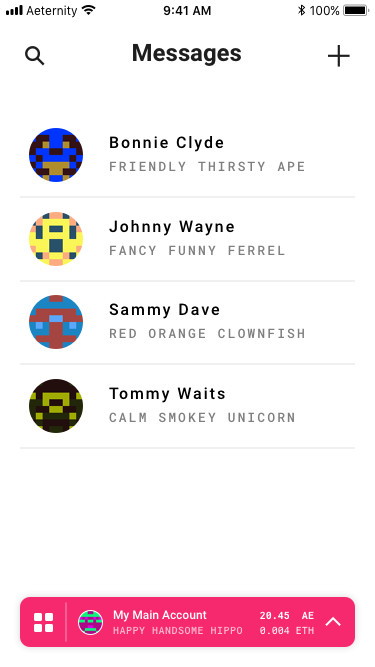 Aeternity 9:41 AM 100%
Messages
Bonnie Clyde
FRIENDLY THIRSTY APE
Johnny Wayne
FANCY FUNNY FERREL
Sammy Dave
RED ORANGE CLOWNFISH
Tommy Waits
CALM SMOKEY UNICORN
My Main Account 20.45 AE
HAPPY HANDSOME HIPPO 0.004 ETH